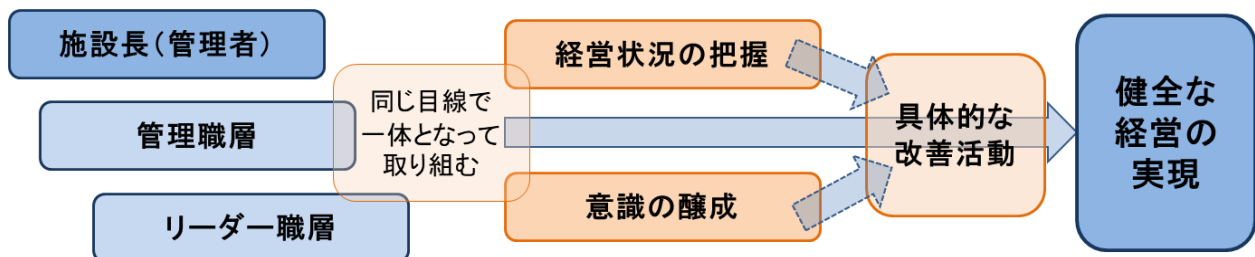 施設長（管理者）
管理職層
リーダー職層
同じ目線で
一体となって
取り組む
経営状況の把握
意識の醸成
具体的な
改善活動
健全な
経営の
実現